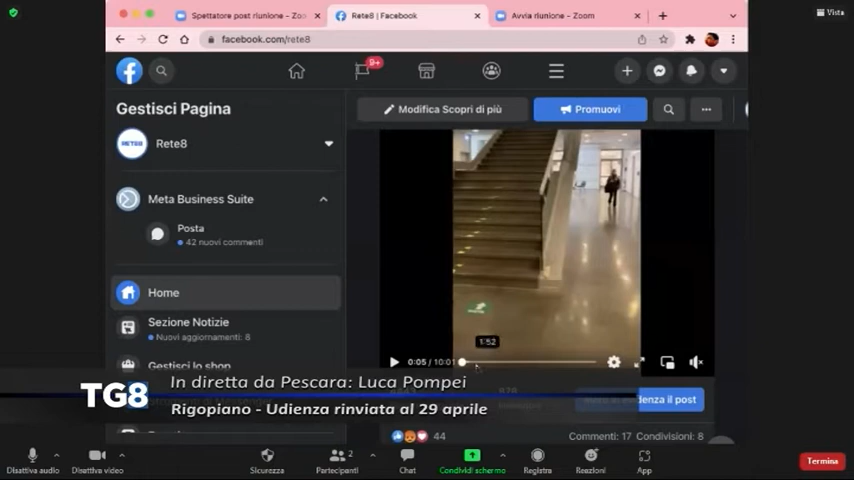 Vista
Spettatore post riunione - Zoo
Rete8 | Facebook
Avvia riunione - Zoom
facebook.com/rete8
9+
Gestisci Pagina
Modifica Scopri di più
Promuovi
RETE8
Rete8
Meta Business Suite
Posta
42 nuovi commenti
Home
Sezione Notizie
Nuovi aggiornamenti: 8
Gestisci lo shop
1:52
0:05 / 10:01
TG8
In diretta da Pescara: Luca Pompei
Rigopiano - Udienza rinviata al 29 aprile
denza il post
44
Commenti: 17 Condivisioni: 8
2
Disattiva audio
Disattiva video
Sicurezza
Partecipanti
Chat
Condividi schermo
Registra
Reazioni
App
Termina